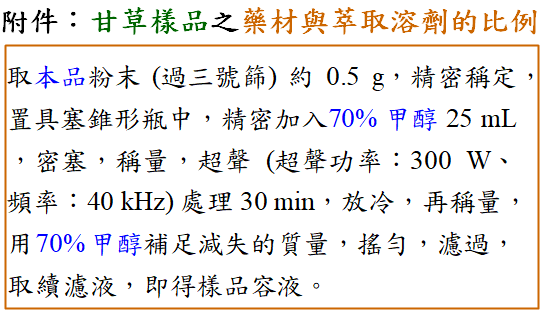 附件：甘草樣品之藥材與萃取溶劑的比例
取本品粉末 (過三號篩) 約 0.5 g，精密稱定，
置具塞錐形瓶中，精密加入70% 甲醇 25 mL
，密塞，稱量，超聲 (超聲功率：300 W、
頻率：40 kHz) 處理 30 min，放冷，再稱量，
用70% 甲醇補足減失的質量，搖勻，濾過，
取續濾液，即得樣品容液。